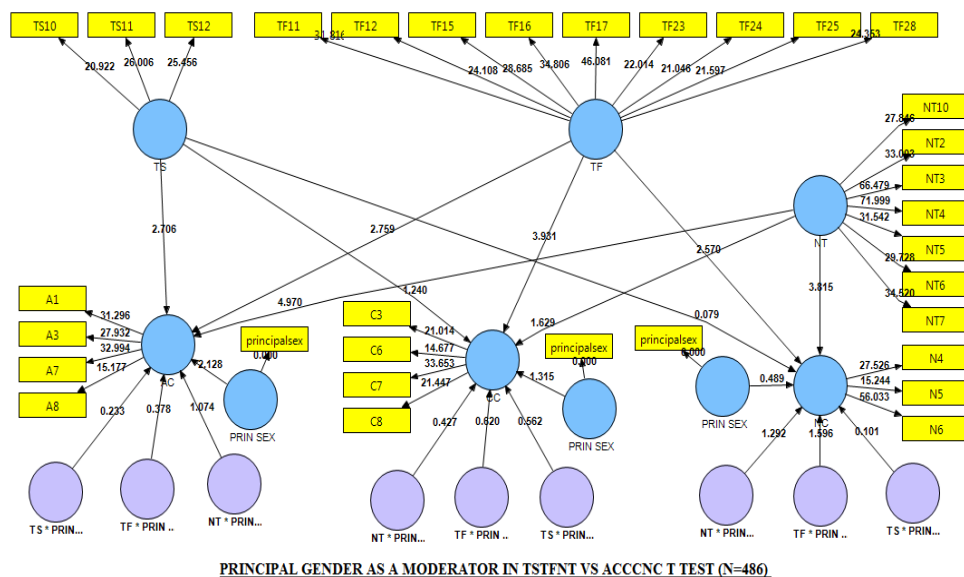 TS10 TS11 TS12 TF11 TF12 TF15 TF16 TF17 TF23 TF24 TF25 TF28
20.922 26.006 25.456 24.108 28.685 34.806 46.081 22.014 21.046 21.597 24.353
TS TF
NT10
27.846
NT2
NT3
66.479
NT4
71.999
NT5
31.542
NT6
29.728
NT7
34.520
NT
2.706 2.759 3.931 2.570 3.815
4.970 1.240 1.629 0.079
A1
31.296
A3
27.932
A7
32.994
A8
15.177
AC
2.128
principalsex
0.000
PRIN SEX
0.233 0.378 1.074
TS * PRIN... TF * PRIN .. NT * PRIN...
C3
21.014
C6
14.677
C7
33.653
C8
21.447
CC
1.315
principalsex
0.000
PRIN SEX
0.427 0.620 0.562
NT * PRIN... TF * PRIN .. TS * PRIN...
principalsex
0.000
PRIN SEX
0.489
NC
N4
27.526
N5
15.244
N6
56.033
1.292 1.596 0.101
NT * PRIN... TF * PRIN .. TS * PRIN...
PRINCIPAL GENDER AS A MODERATOR IN TSTFNT VS ACCCNC T TEST (N=486)